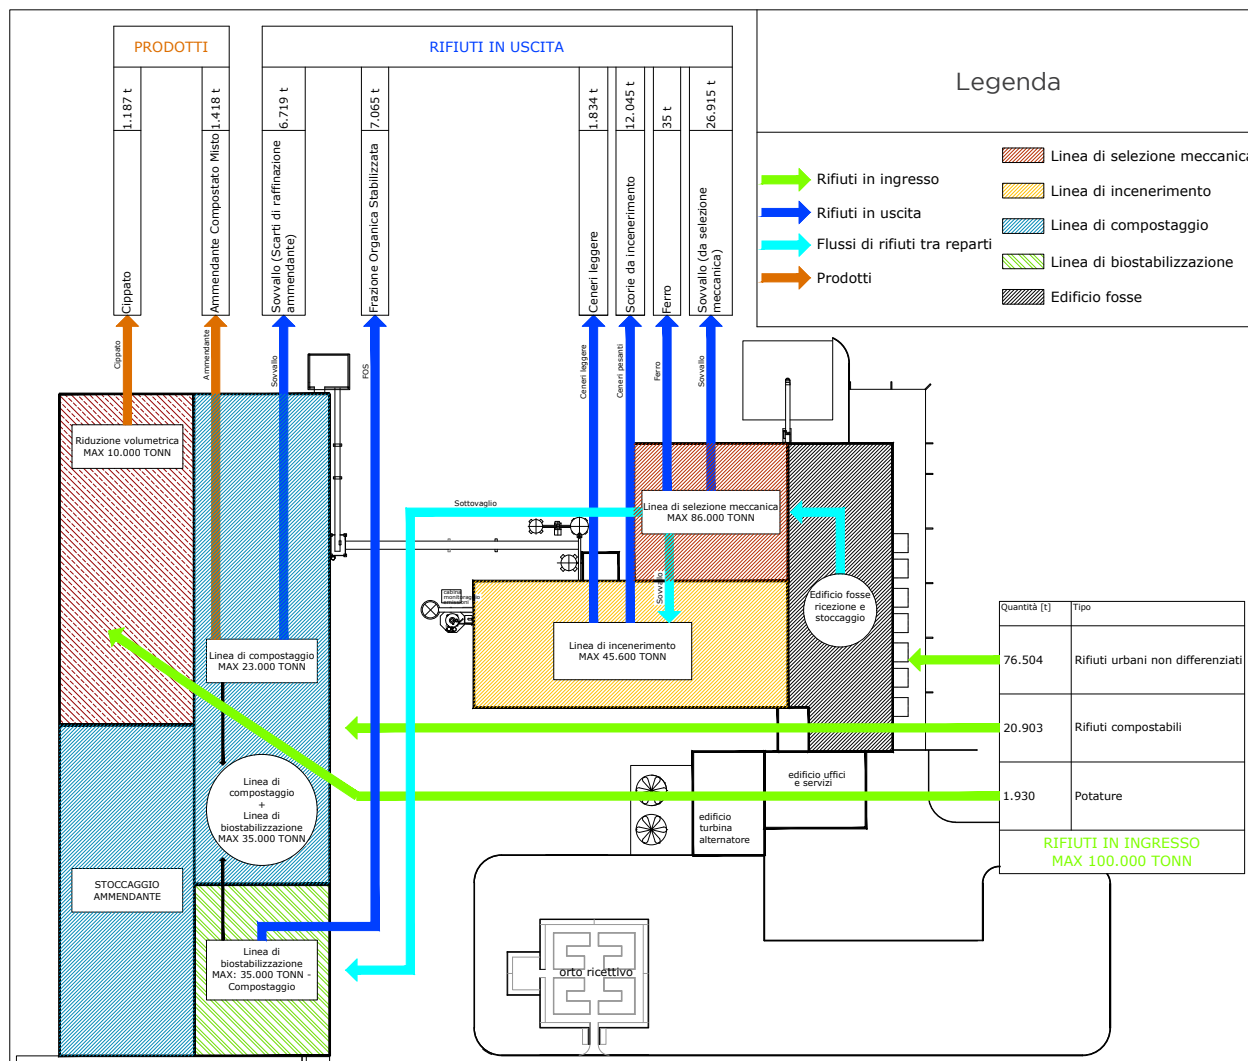 PRODOTTI
RIFIUTI IN USCITA
1.187 t
1.418 t
6.719 t
7.065 t
1.834 t
12.045 t
35 t
26.915 t
Cippato
Ammendante Compostato Misto
Sovvallo (Scarti di raffinazione
ammendante)
Frazione Organica Stabilizzata
Ceneri leggere
Scorie da incenerimento
Ferro
Sovvallo (da selezione
meccanica)
Legenda
Rifiuti in ingresso
Rifiuti in uscita
Flussi di rifiuti tra reparti
Prodotti
Linea di selezione meccanica
Linea di incenerimento
Linea di compostaggio
Linea di biostabilizzazione
Edificio fosse
Cippato
Ammendante
Sovvallo
FOS
Ceneri leggere
Ceneri pesanti
Ferro
Sovvallo
Riduzione volumetrica
MAX 10.000 TONN
Sottovaglio
Linea di selezione meccanica
MAX 86.000 TONN
Sovvallo
cabina
monitoraggio
emissioni
Edificio fosse
ricezione e
stoccaggio
Linea di incenerimento
MAX 45.600 TONN
Linea di compostaggio
MAX 23.000 TONN
Quantità [t]
Tipo
76.504
Rifiuti urbani non differenziati
20.903
Rifiuti compostabili
1.930
Potature
RIFIUTI IN INGRESSO
MAX 100.000 TONN
edificio uffici
e servizi
edificio
turbina
alternatore
Linea di
compostaggio
+
Linea di
biostabilizzazione
MAX 35.000 TONN
STOCCAGGIO
AMMENDANTE
Linea di
biostabilizzazione
MAX: 35.000 TONN -
Compostaggio
orto ricettivo